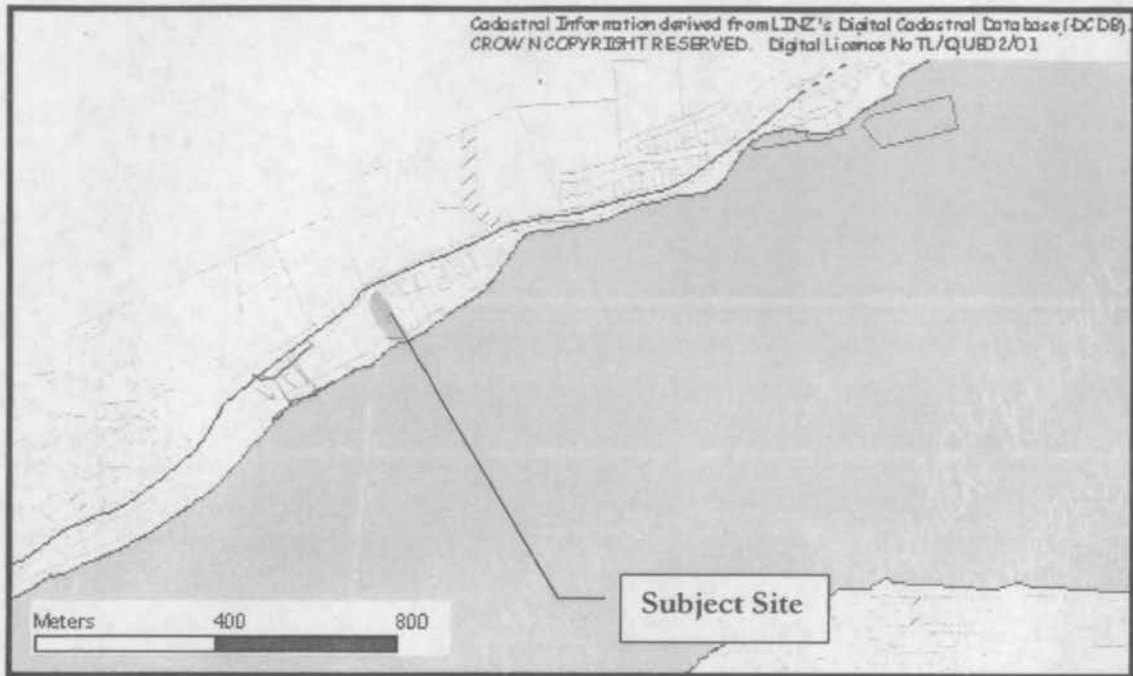 Cadastral Information derived from LINZ's Digital Cadastral Database (DCDB).
CROWN COPYRIGHT RESERVED. Digital Licence No TL/QUED2/01
Subject Site
Meters 400 800